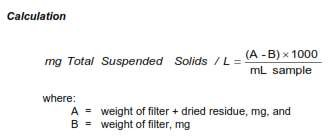 Calculation
mg Total Suspended Solids / L = (A - B) × 1000
mL sample
where:
A = weight of filter + dried residue, mg, and
B = weight of filter, mg